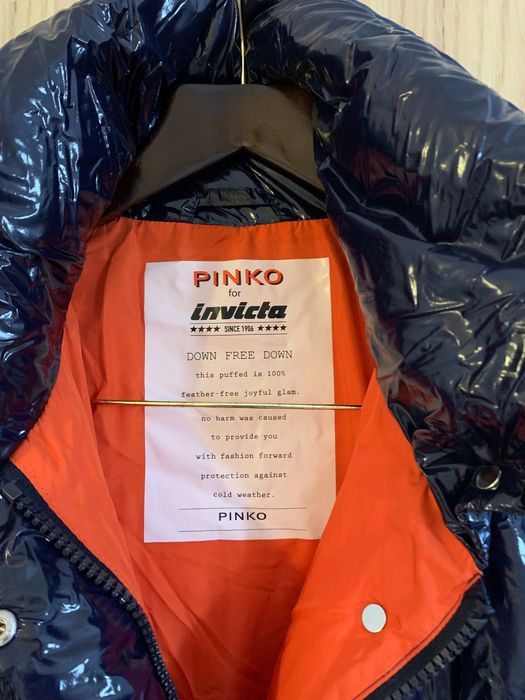 PINKO
for
invicta
★★★★ SINCE 1906 ★★★★
DOWN FREE DOWN
this puffed is 100%
feather-free joyful glam.
no harm was caused
to provide you
with fashion forward
protection against
cold weather.
PINKO